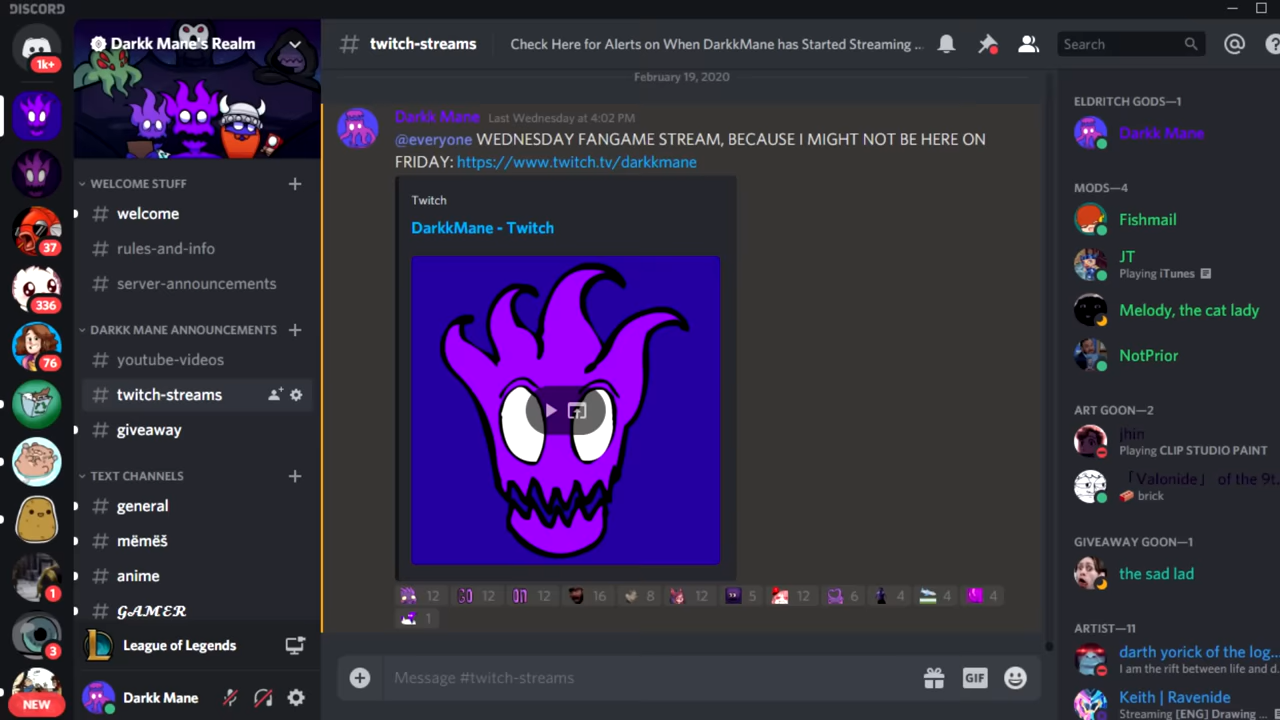 DISCORD
1k+
37
336
76
1
3
NEW
Darkk Mane's Realm
WELCOME STUFF
# welcome
# rules-and-info
# server-announcements
DARKK MANE ANNOUNCEMENTS
# youtube-videos
# twitch-streams
# giveaway
TEXT CHANNELS
# general
# mëmës
# anime
# 𝓖𝓐𝓜𝓔𝓡
League of Legends
Darkk Mane
# twitch-streams
Check Here for Alerts on When DarkkMane has Started Streaming ...
Search
February 19, 2020
Darkk Mane Last Wednesday at 4:02 PM
@everyone WEDNESDAY FANGAME STREAM, BECAUSE I MIGHT NOT BE HERE ON
FRIDAY: https://www.twitch.tv/darkkmane
Twitch
DarkkMane - Twitch
12 12 12 16 8 12 5 12 6 4 4 4
1
Message #twitch-streams
GIF
ELDRITCH GODS—1
Darkk Mane
MODS—4
Fishmail
JT
Playing iTunes
Melody, the cat lady
NotPrior
ART GOON—2
jhin
Playing CLIP STUDIO PAINT
「Valonide」 of the 9t...
brick
GIVEAWAY GOON—1
the sad lad
ARTIST—11
darth yorick of the log...
I am the rift between life and d...
Keith | Ravenide
Streaming [ENG] Drawing ...